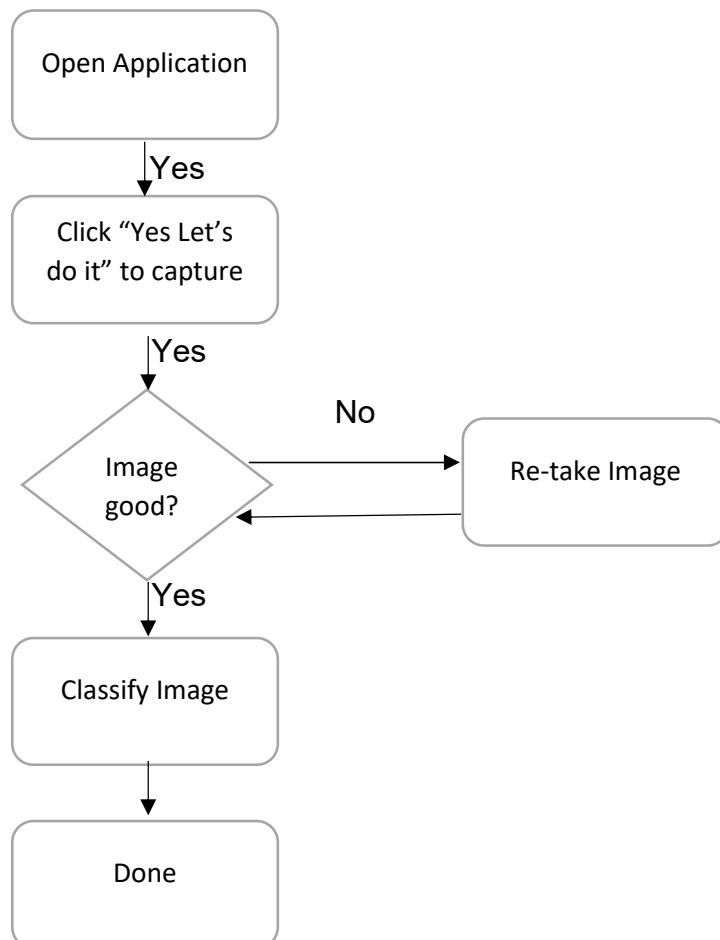 Open Application
Yes
Click “Yes Let’s
do it” to capture
Yes
No
Image
good?
Re-take Image
Yes
Classify Image
Done